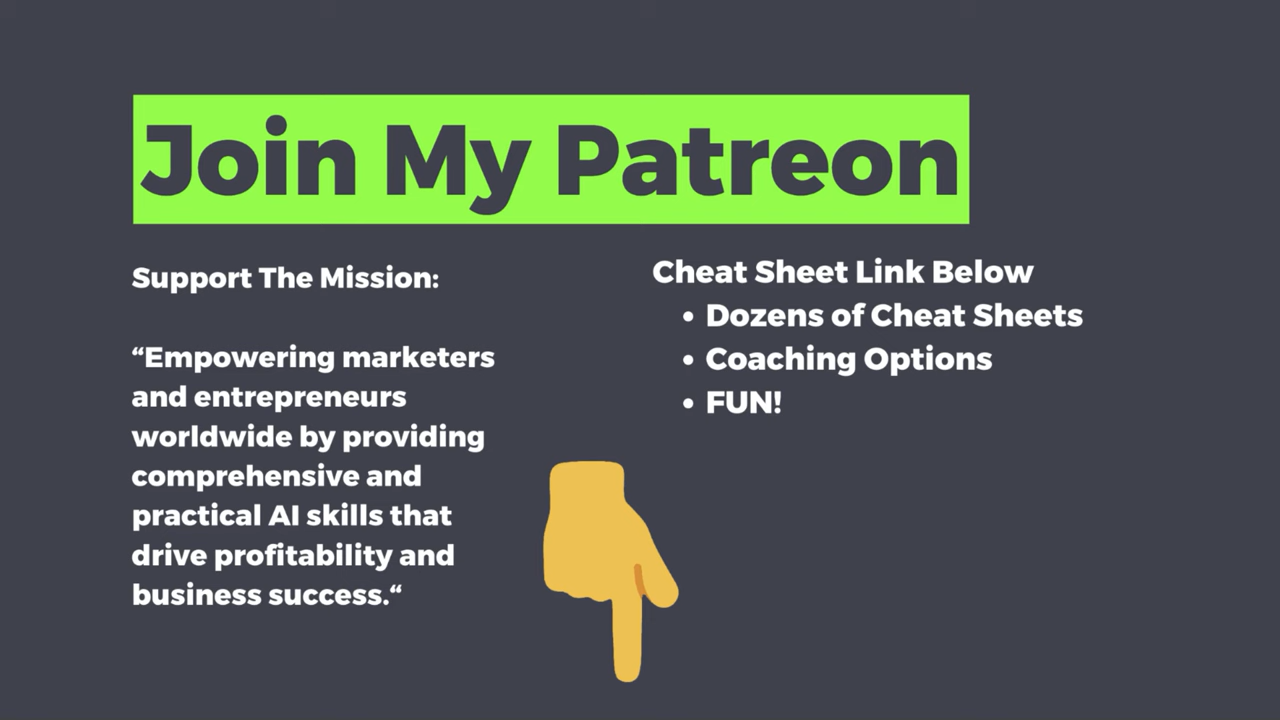 Join My Patreon
Support The Mission:
“Empowering marketers
and entrepreneurs
worldwide by providing
comprehensive and
practical AI skills that
drive profitability and
business success.“
Cheat Sheet Link Below
• Dozens of Cheat Sheets
• Coaching Options
• FUN!